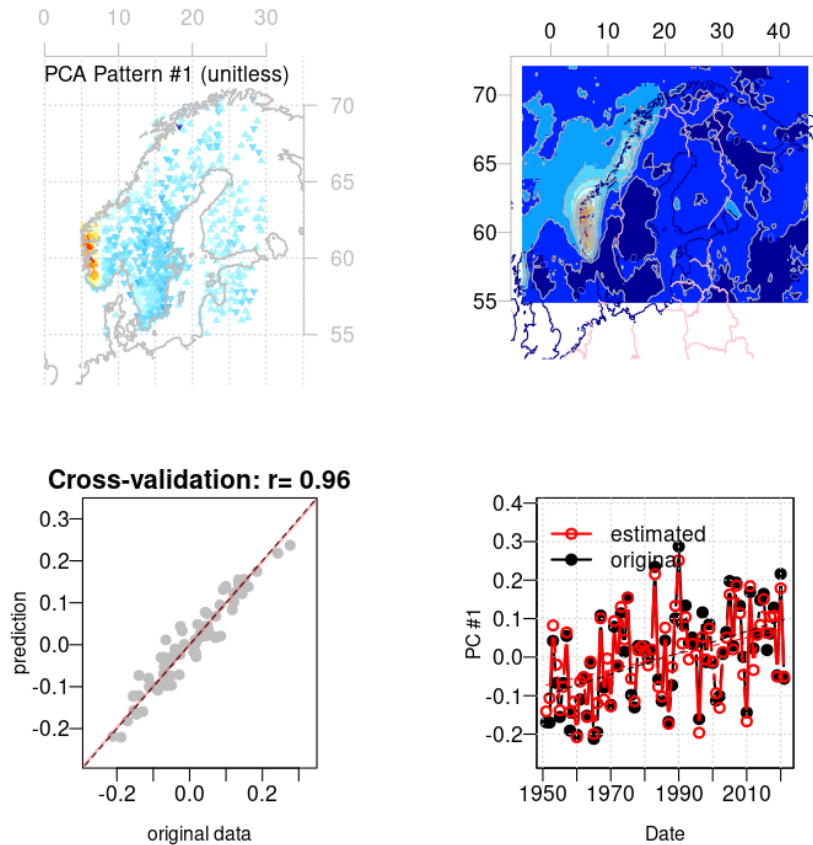 0 10 20 30
PCA Pattern #1 (unitless)
70
65
60
55
0 10 20 30 40
70
65
60
55
Cross-validation: r= 0.96
0.3
0.2
0.1
0.0
-0.1
-0.2
prediction
-0.2 0.0 0.2
original data
0.4
0.3
0.2
0.1
0.0
-0.1
-0.2
PC #1
estimated
original
1950 1970 1990 2010
Date